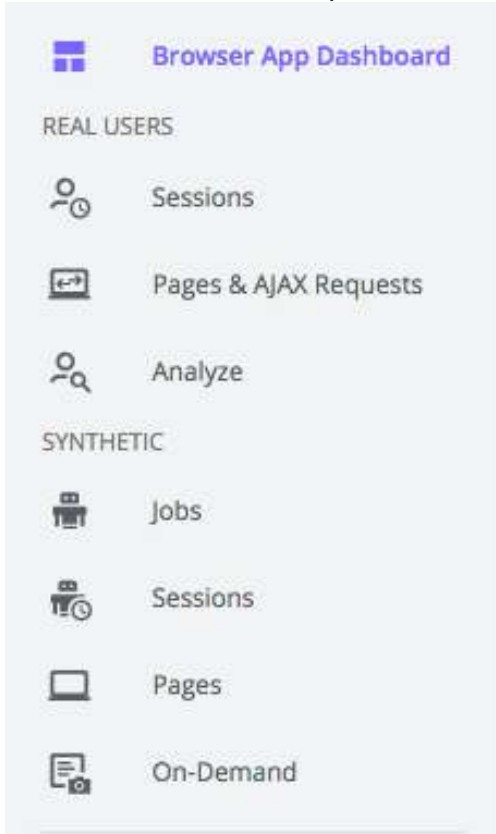 Browser App Dashboard
REAL USERS
Sessions
Pages & AJAX Requests
Analyze
SYNTHETIC
Jobs
Sessions
Pages
On-Demand